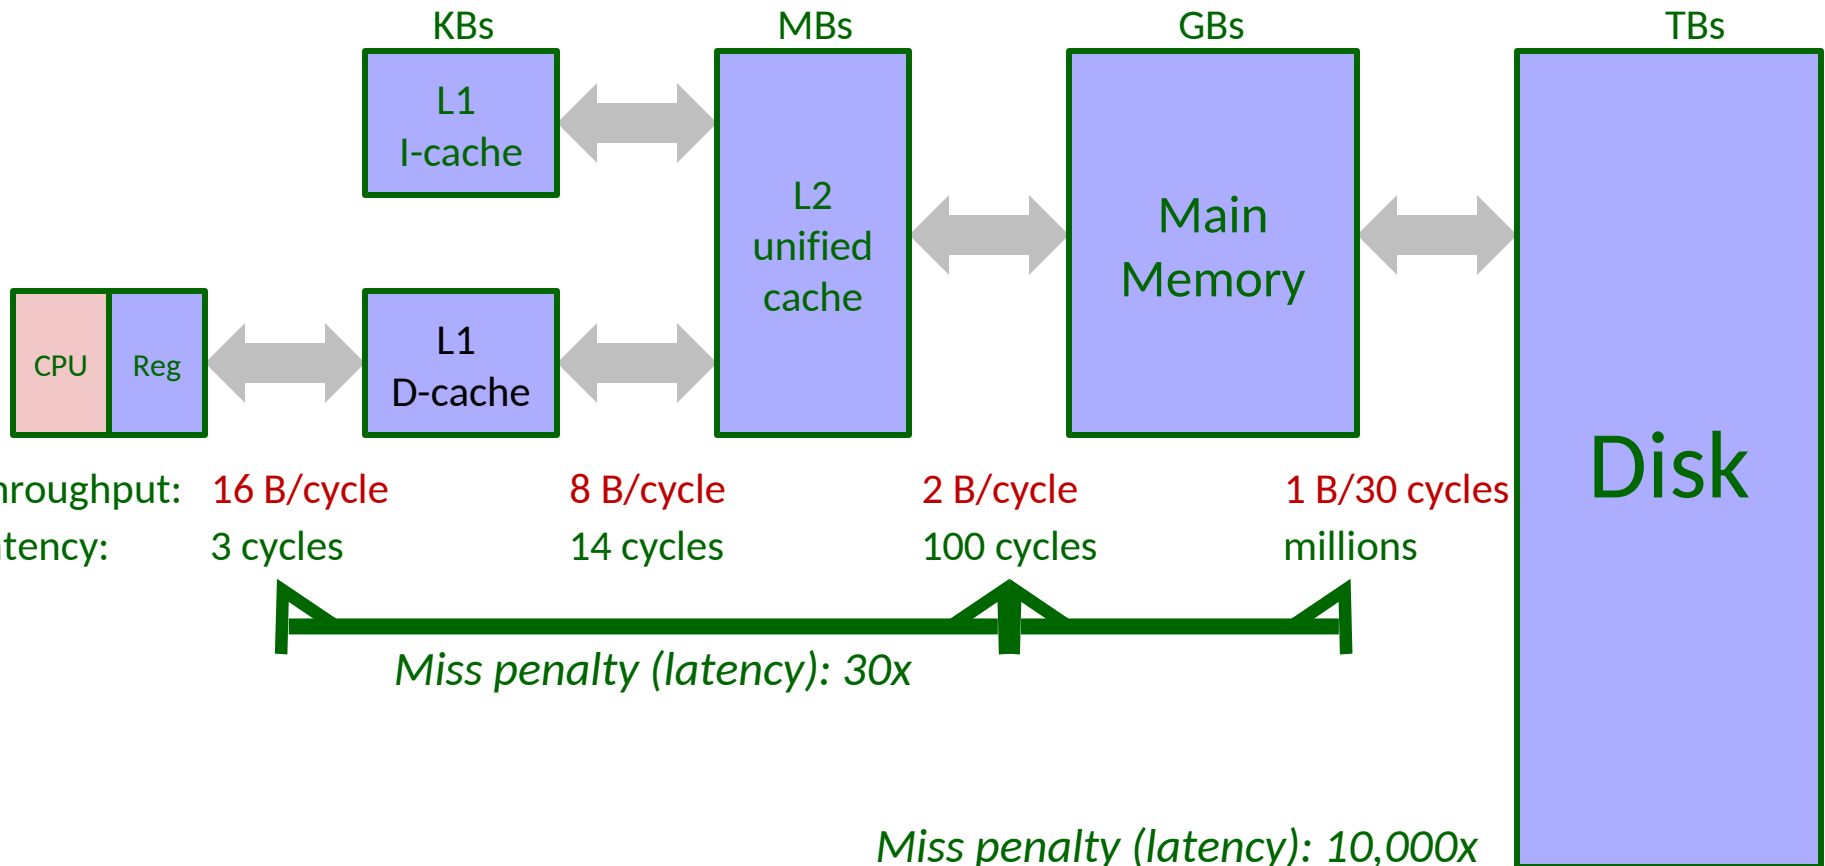 KBs MBs GBs TBs
L1
I-cache
L2
unified
cache
Main
Memory
CPU Reg
L1
D-cache
Disk
hroughput: 16 B/cycle 8 B/cycle 2 B/cycle 1 B/30 cycles
tency: 3 cycles 14 cycles 100 cycles millions
Miss penalty (latency): 30x
Miss penalty (latency): 10,000x